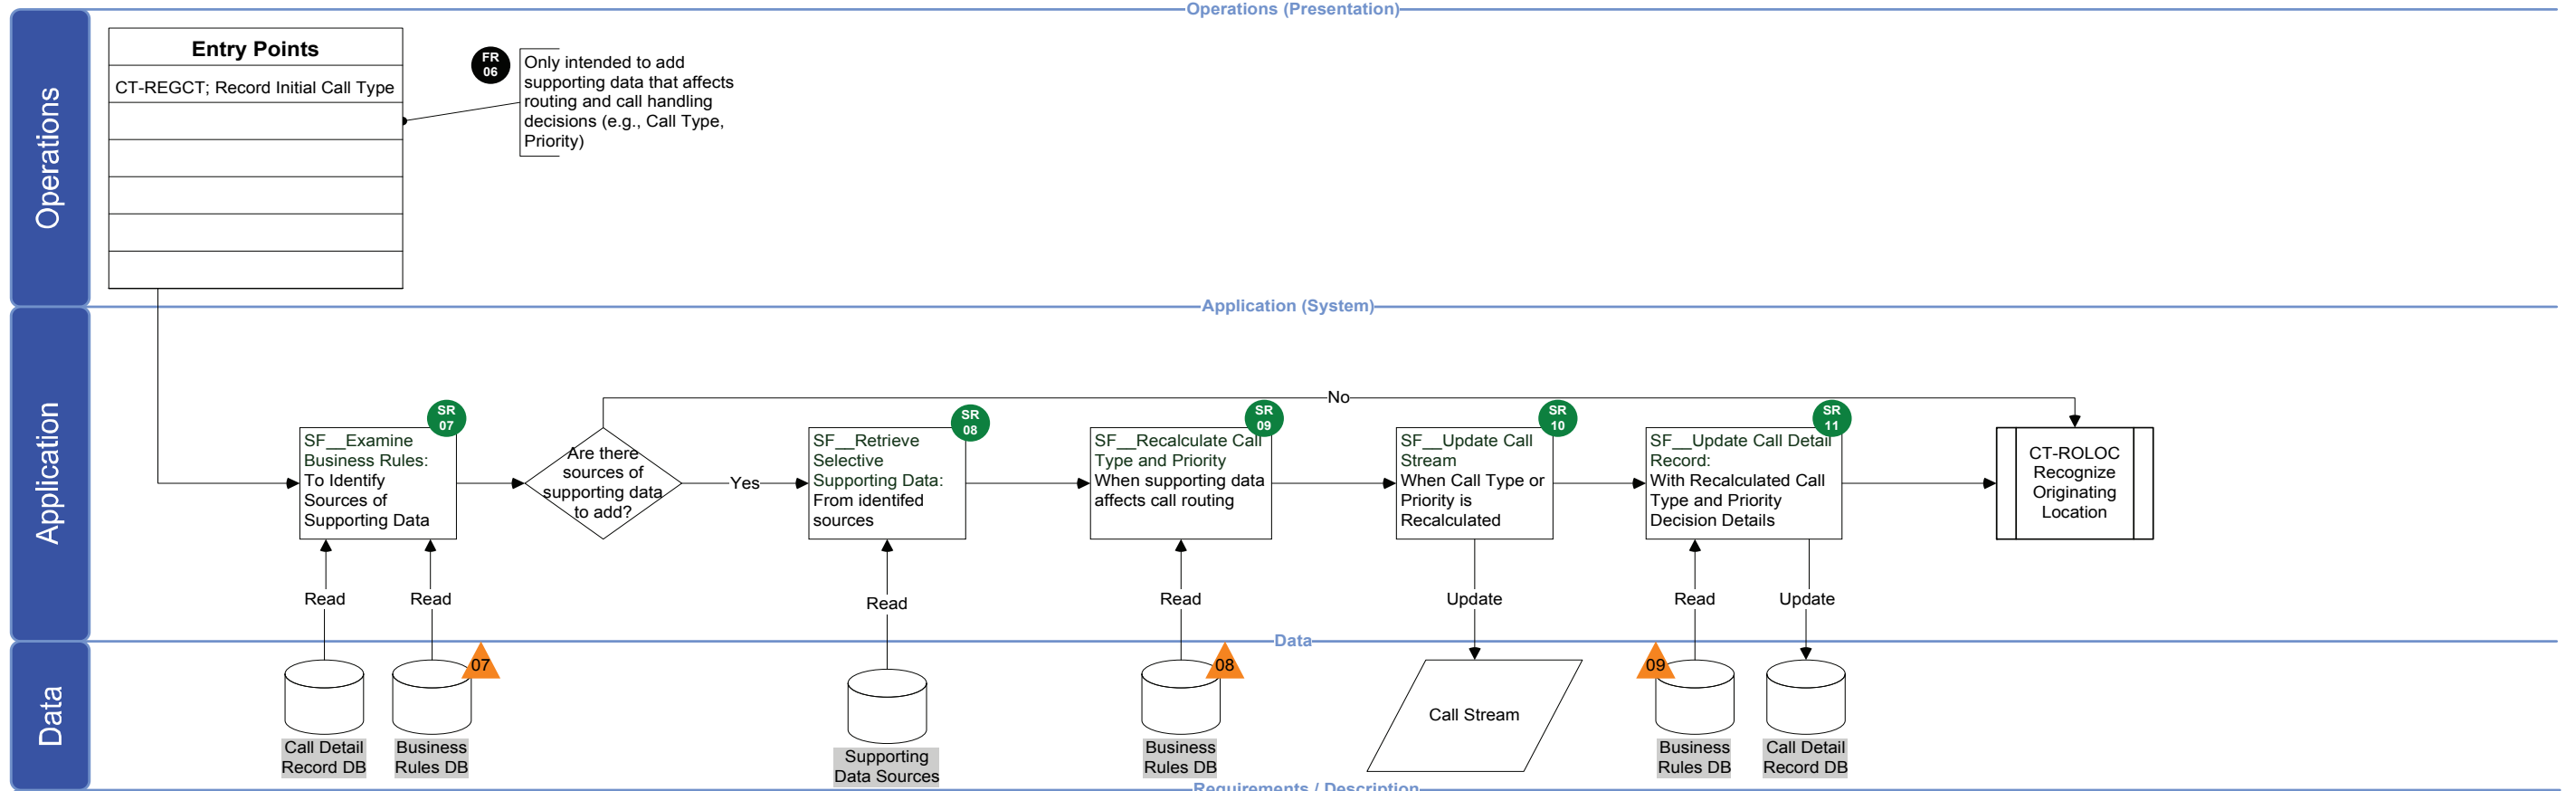 Operations (Presentation)
Operations
Entry Points
CT-REGCT; Record Initial Call Type
FR
06
Only intended to add
supporting data that affects
routing and call handling
decisions (e.g., Call Type,
Priority)
Application (System)
Application
No
SR
07
SF__Examine
Business Rules:
To Identify
Sources of
Supporting Data
Are there
sources of
supporting data
to add?
Yes
SR
08
SF__Retrieve
Selective
Supporting Data:
From identifed
sources
SR
09
SF__Recalculate Call
Type and Priority
When supporting data
affects call routing
SR
10
SF__Update Call
Stream
When Call Type or
Priority is
Recalculated
SR
11
SF__Update Call Detail
Record:
With Recalculated Call
Type and Priority
Decision Details
CT-ROLOC
Recognize
Originating
Location
Read
Read
Read
Read
Update
Read
Update
Data
Data
07
08
09
Call Detail
Record DB
Business
Rules DB
Supporting
Data Sources
Business
Rules DB
Call Stream
Business
Rules DB
Call Detail
Record DB
Requirements / Description